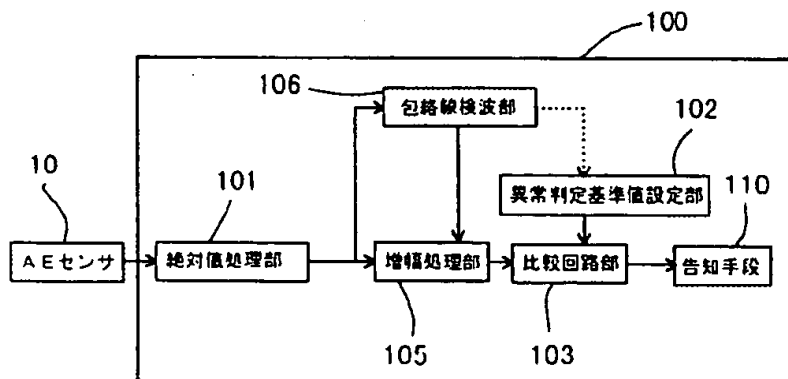 100
106
包絡線検波部
102
10
101
異常判定基準値設定部
110
AEセンサ
絶対値処理部
増幅処理部
比較回路部
告知手段
105
103